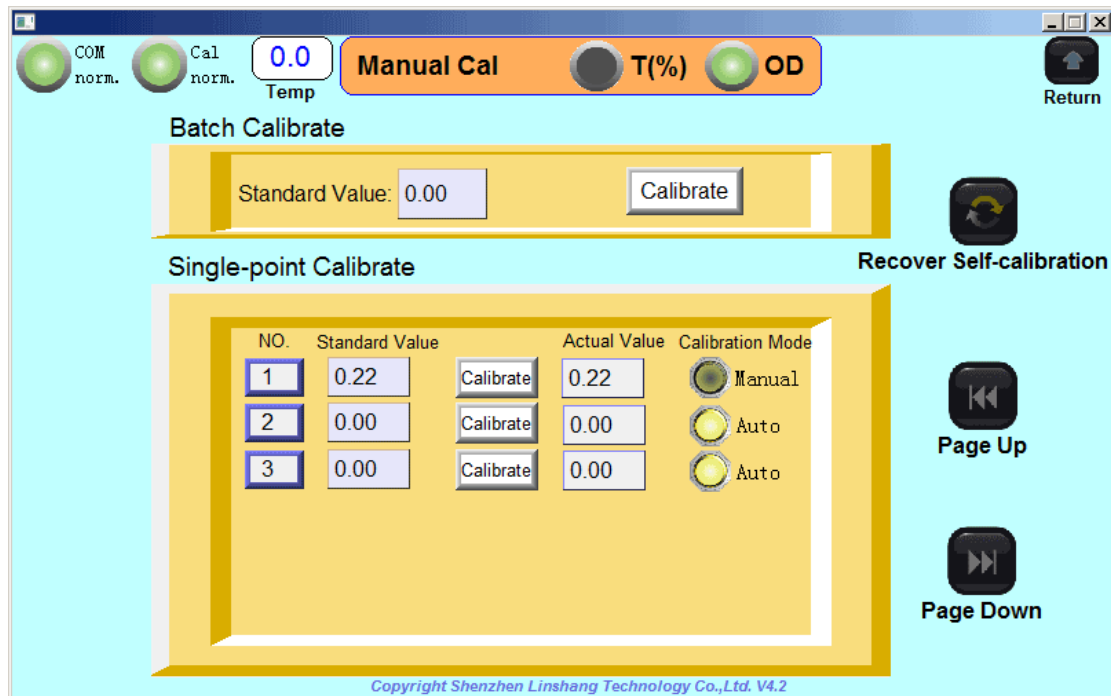 COM norm.
Cal norm.
0.0
Temp
Manual Cal T(%) OD
Return
Batch Calibrate
Standard Value: 0.00 Calibrate
Recover Self-calibration
Single-point Calibrate
NO. Standard Value Actual Value Calibration Mode
1 0.22 Calibrate 0.22 Manual
2 0.00 Calibrate 0.00 Auto
3 0.00 Calibrate 0.00 Auto
Page Up
Page Down
Copyright Shenzhen Linshang Technology Co.,Ltd. V4.2